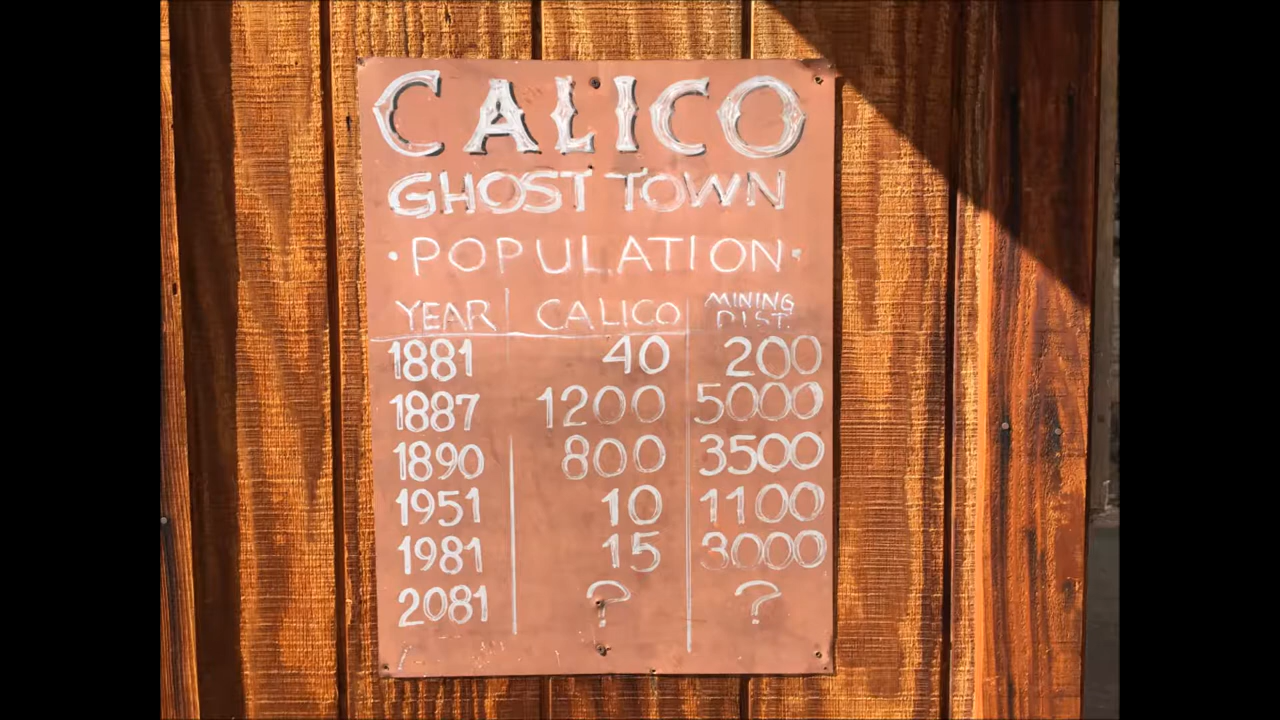 CALICO
GHOST TOWN
· POPULATION ·
YEAR CALICO MINING DIST.
1881 40 200
1887 1200 5000
1890 800 3500
1951 10 1100
1981 15 3000
2081 ? ?